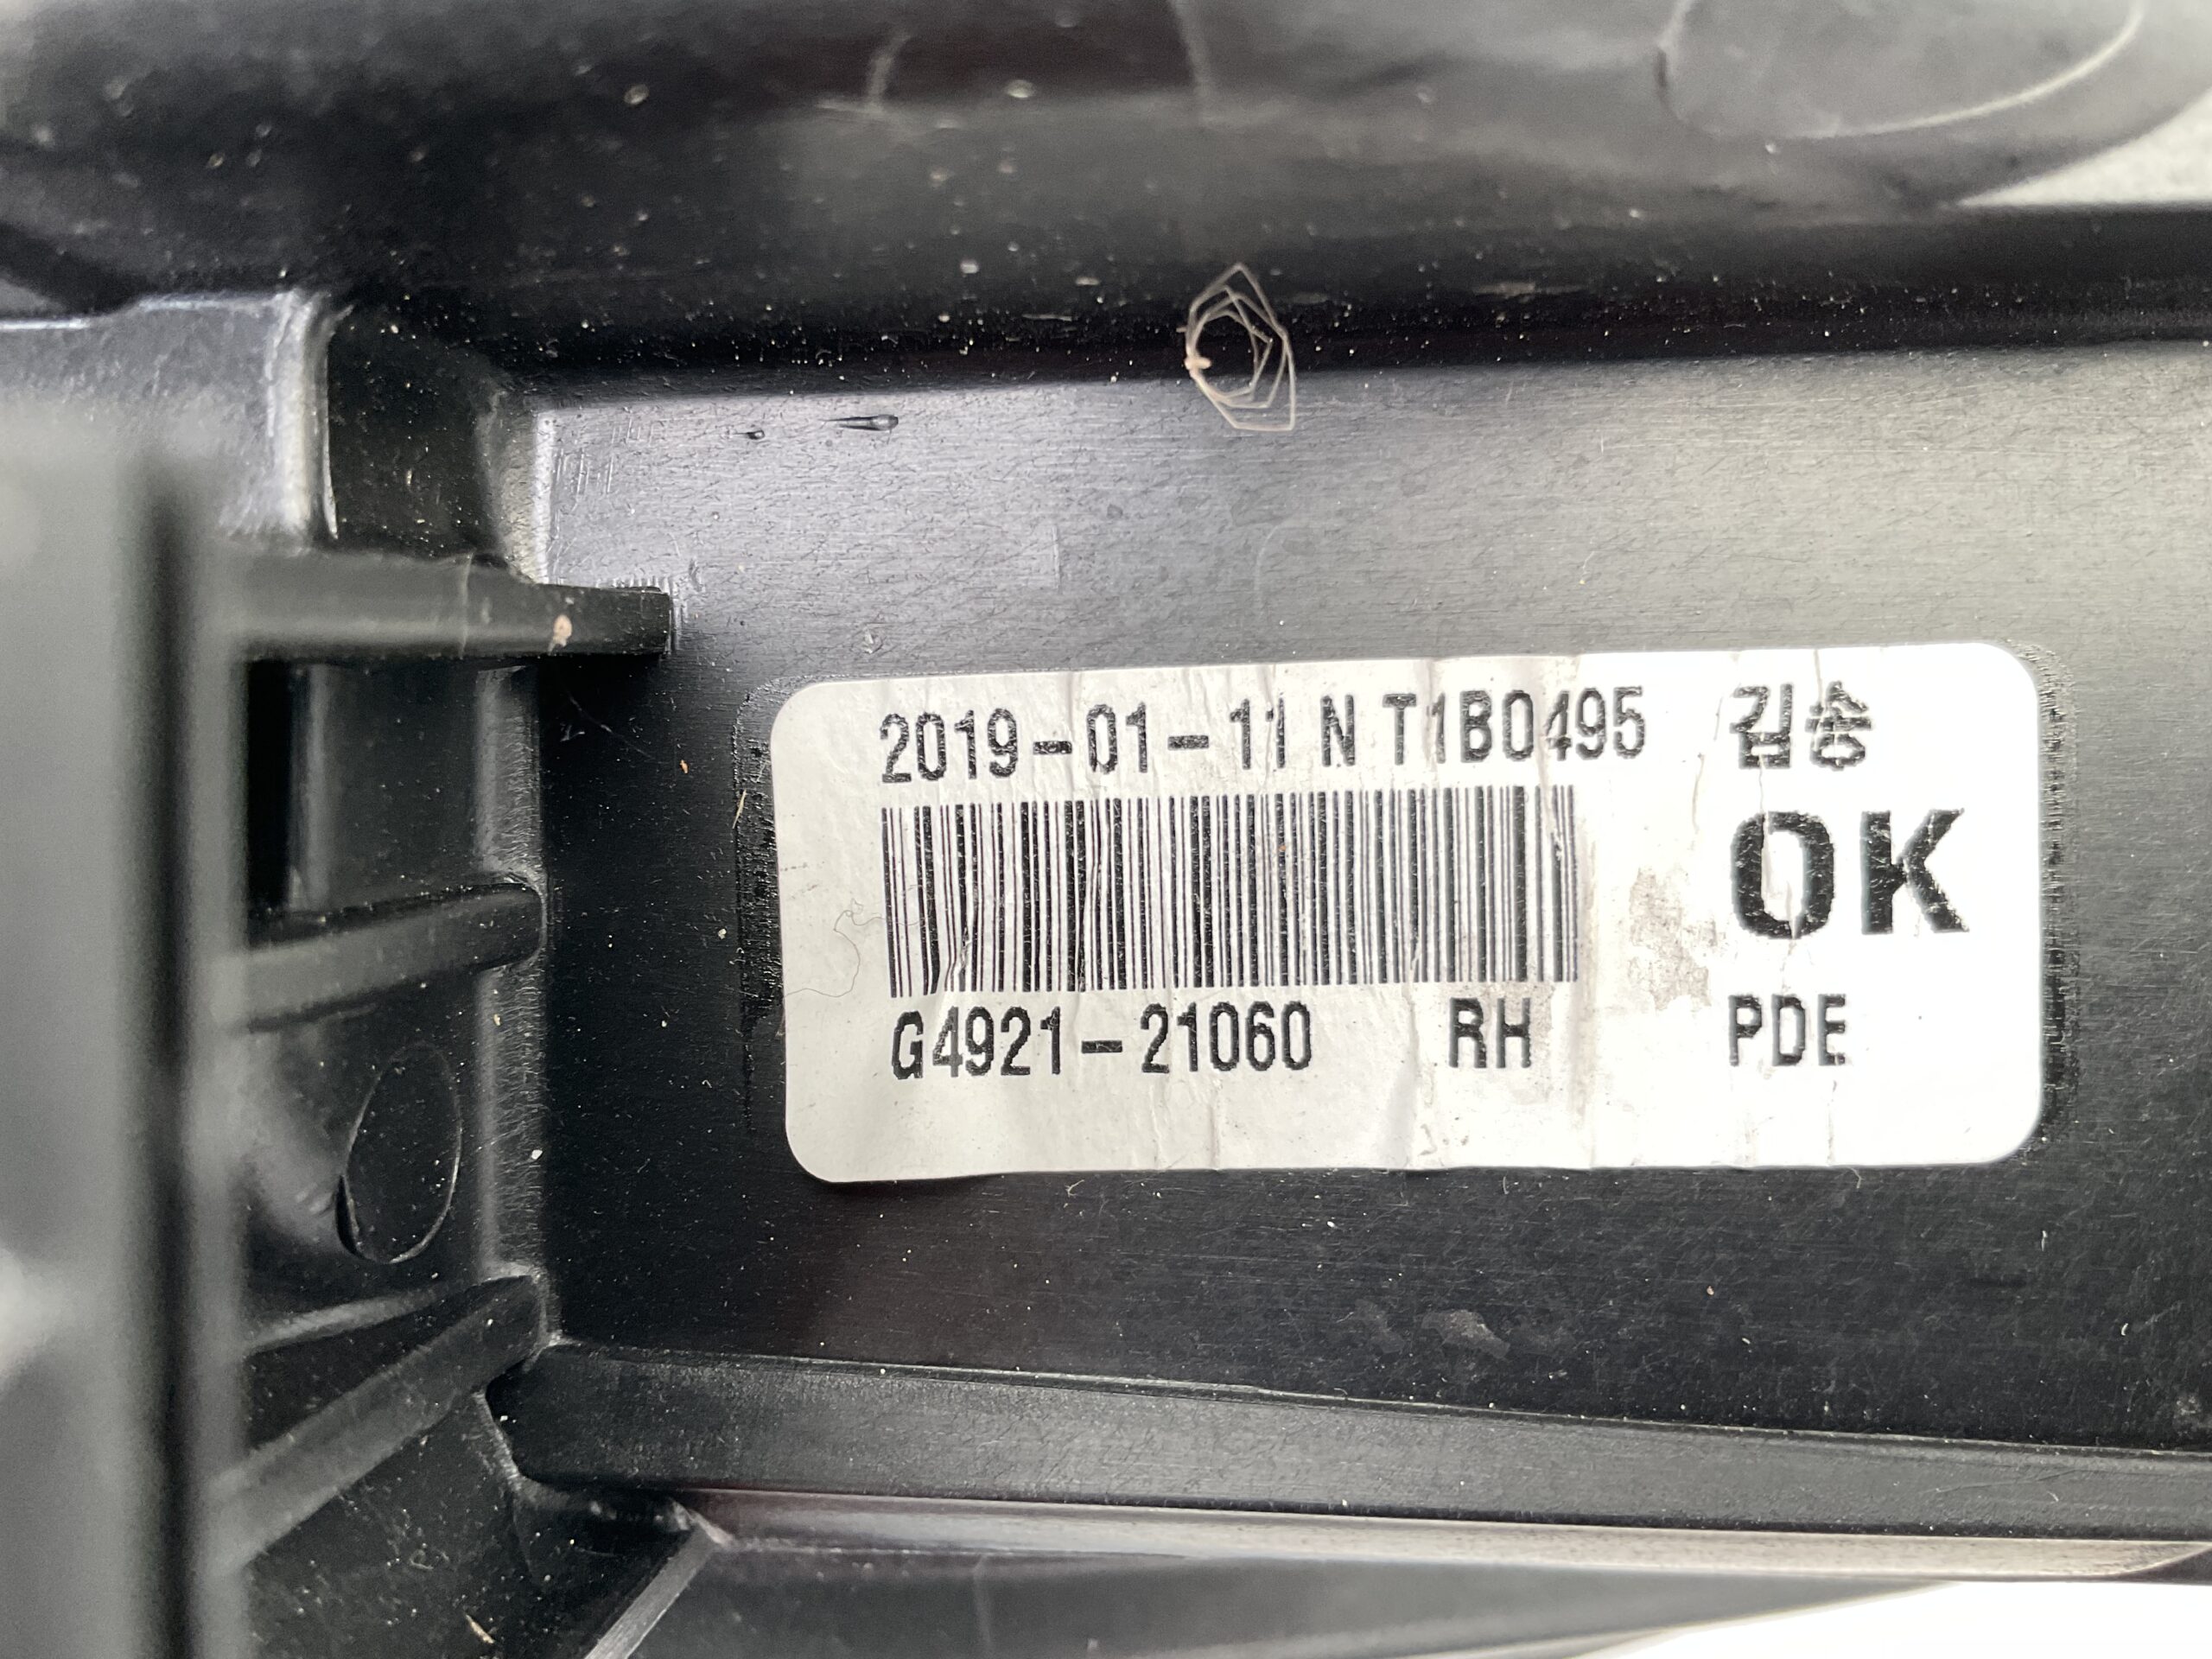 2019-01-11 N T1B0495 김송
OK
G4921-21060 RH PDE